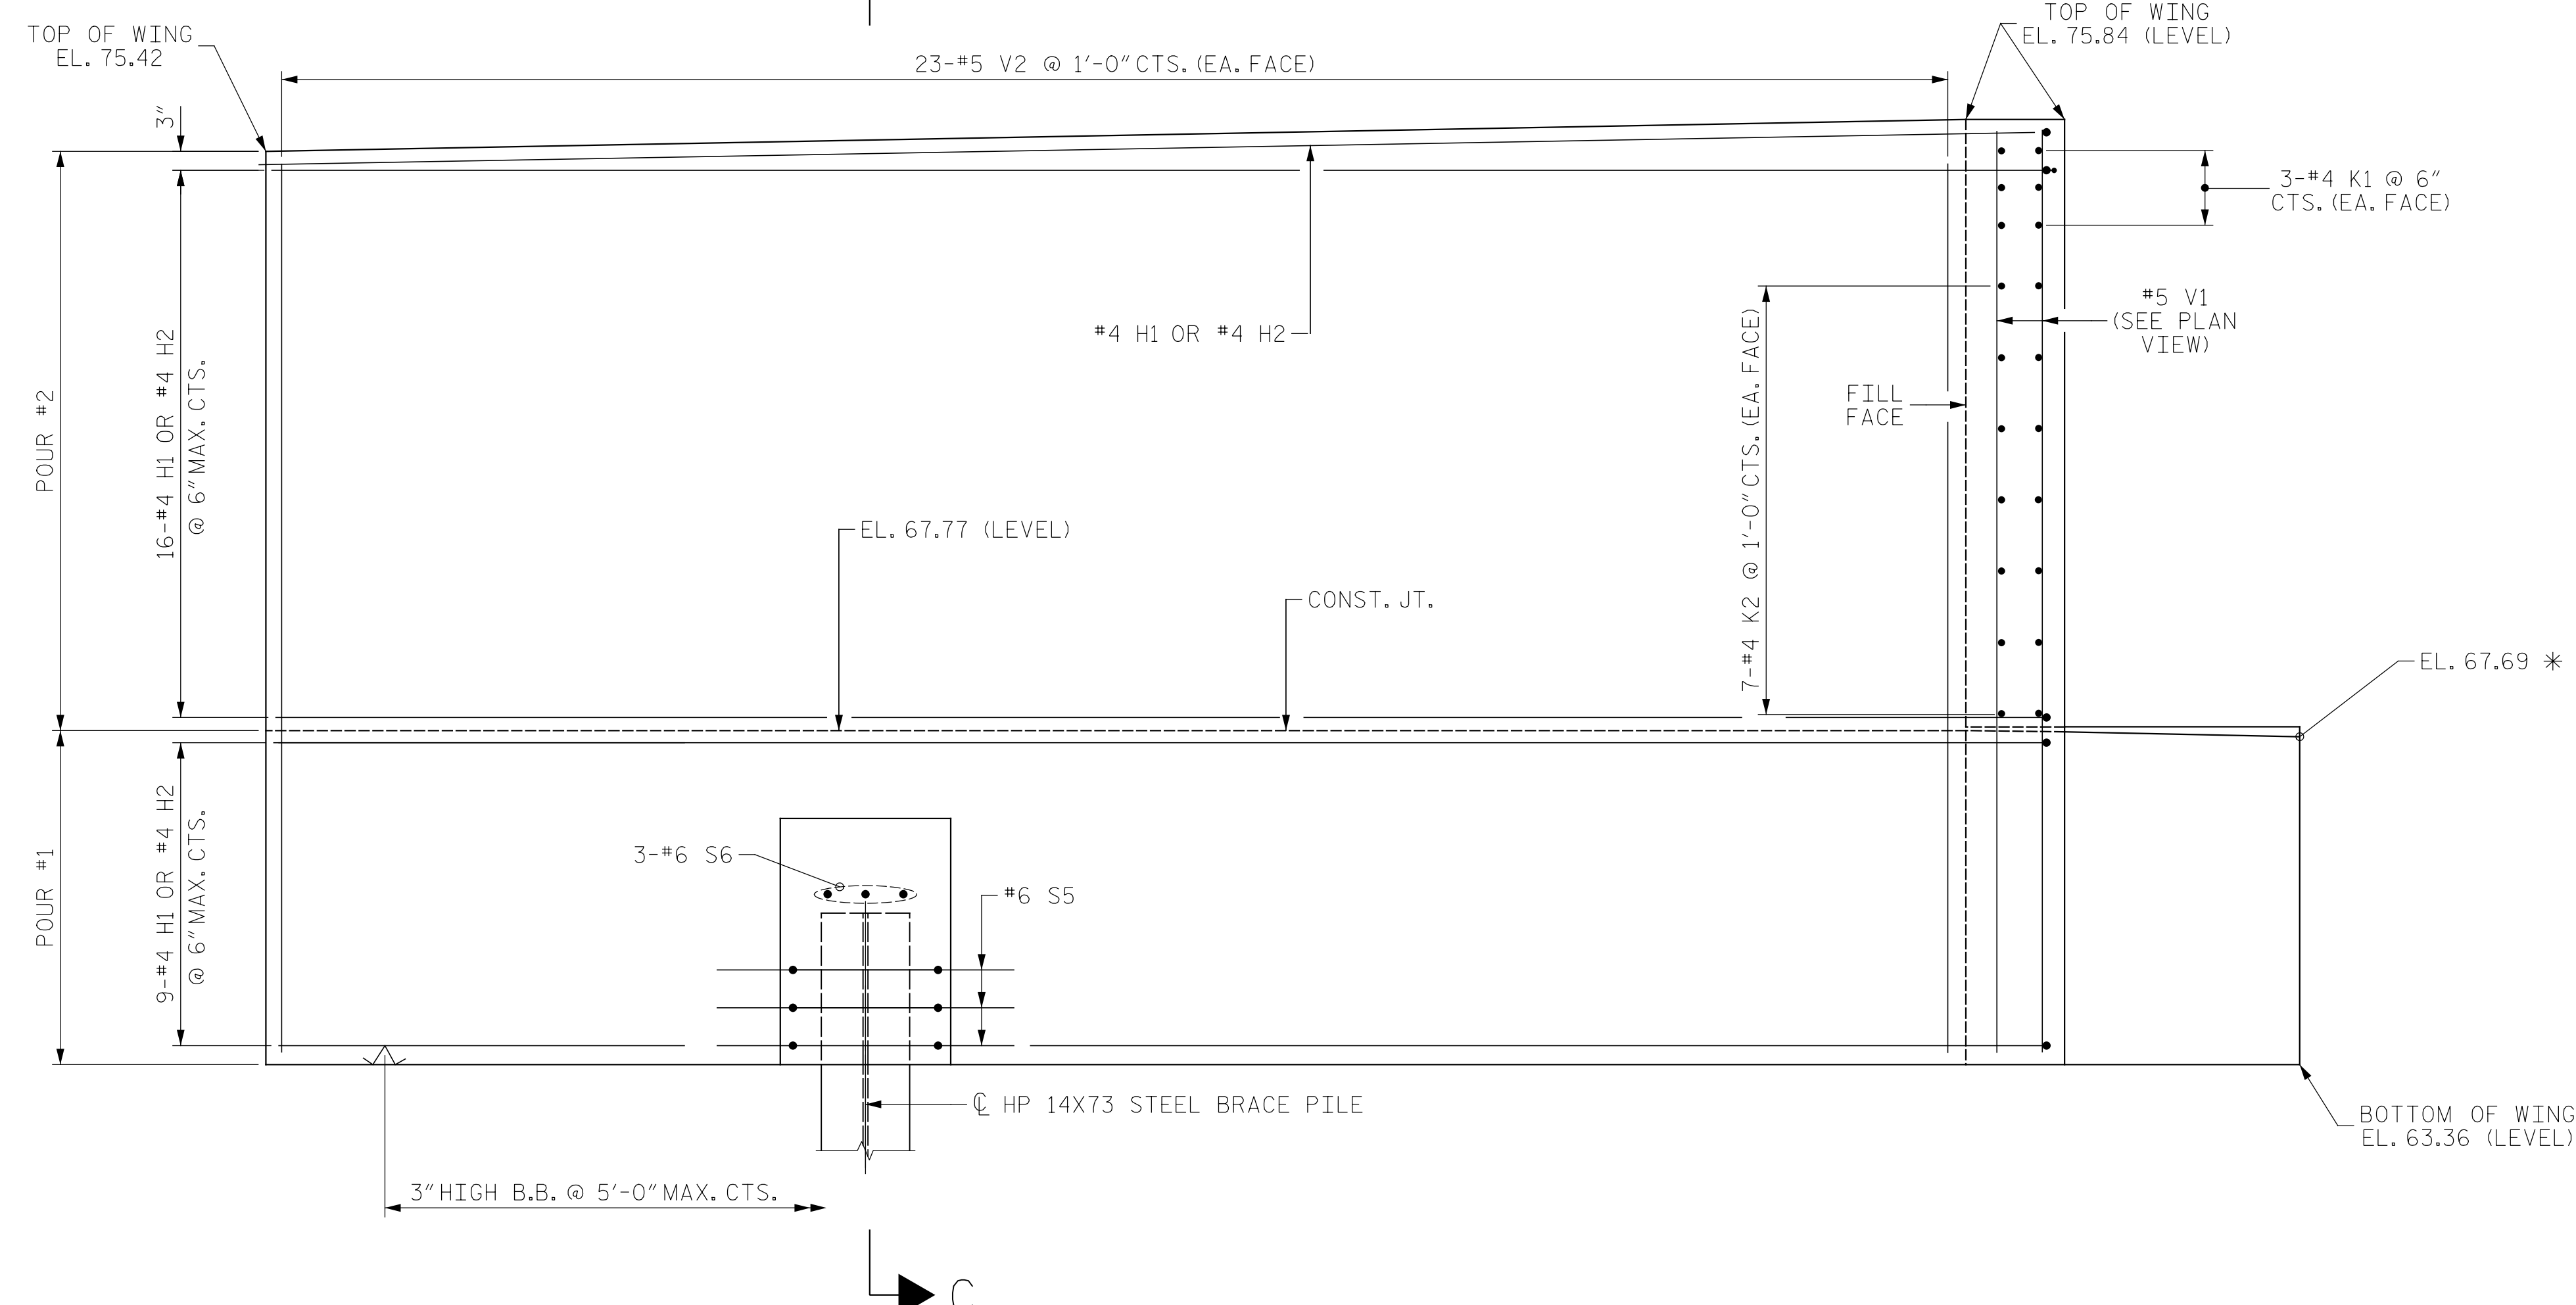 TOP OF WING
EL. 75.42
23-#5 V2 @ 1'-0" CTS. (EA. FACE)
TOP OF WING
EL. 75.84 (LEVEL)
3"
3-#4 K1 @ 6"
CTS. (EA. FACE)
#5 V1
(SEE PLAN
VIEW)
#4 H1 OR #4 H2
POUR #2
16-#4 H1 OR #4 H2
@ 6" MAX. CTS.
7-#4 K2 @ 1'-0" CTS. (EA. FACE)
FILL
FACE
EL. 67.77 (LEVEL)
CONST. JT.
EL. 67.69 *
POUR #1
9-#4 H1 OR #4 H2
@ 6" MAX. CTS.
3-#6 S6
#6 S5
℄ HP 14X73 STEEL BRACE PILE
BOTTOM OF WING
EL. 63.36 (LEVEL)
3" HIGH B.B. @ 5'-0" MAX. CTS.
C